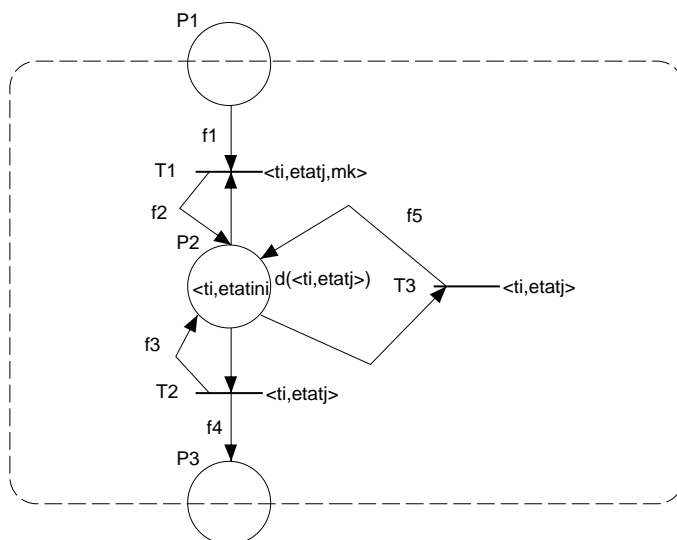 P1
f1
T1
<ti,etatj,mk>
f2
f5
P2
<ti,etatini
d(<ti,etatj>)
T3
<ti,etatj>
f3
T2
<ti,etatj>
f4
P3